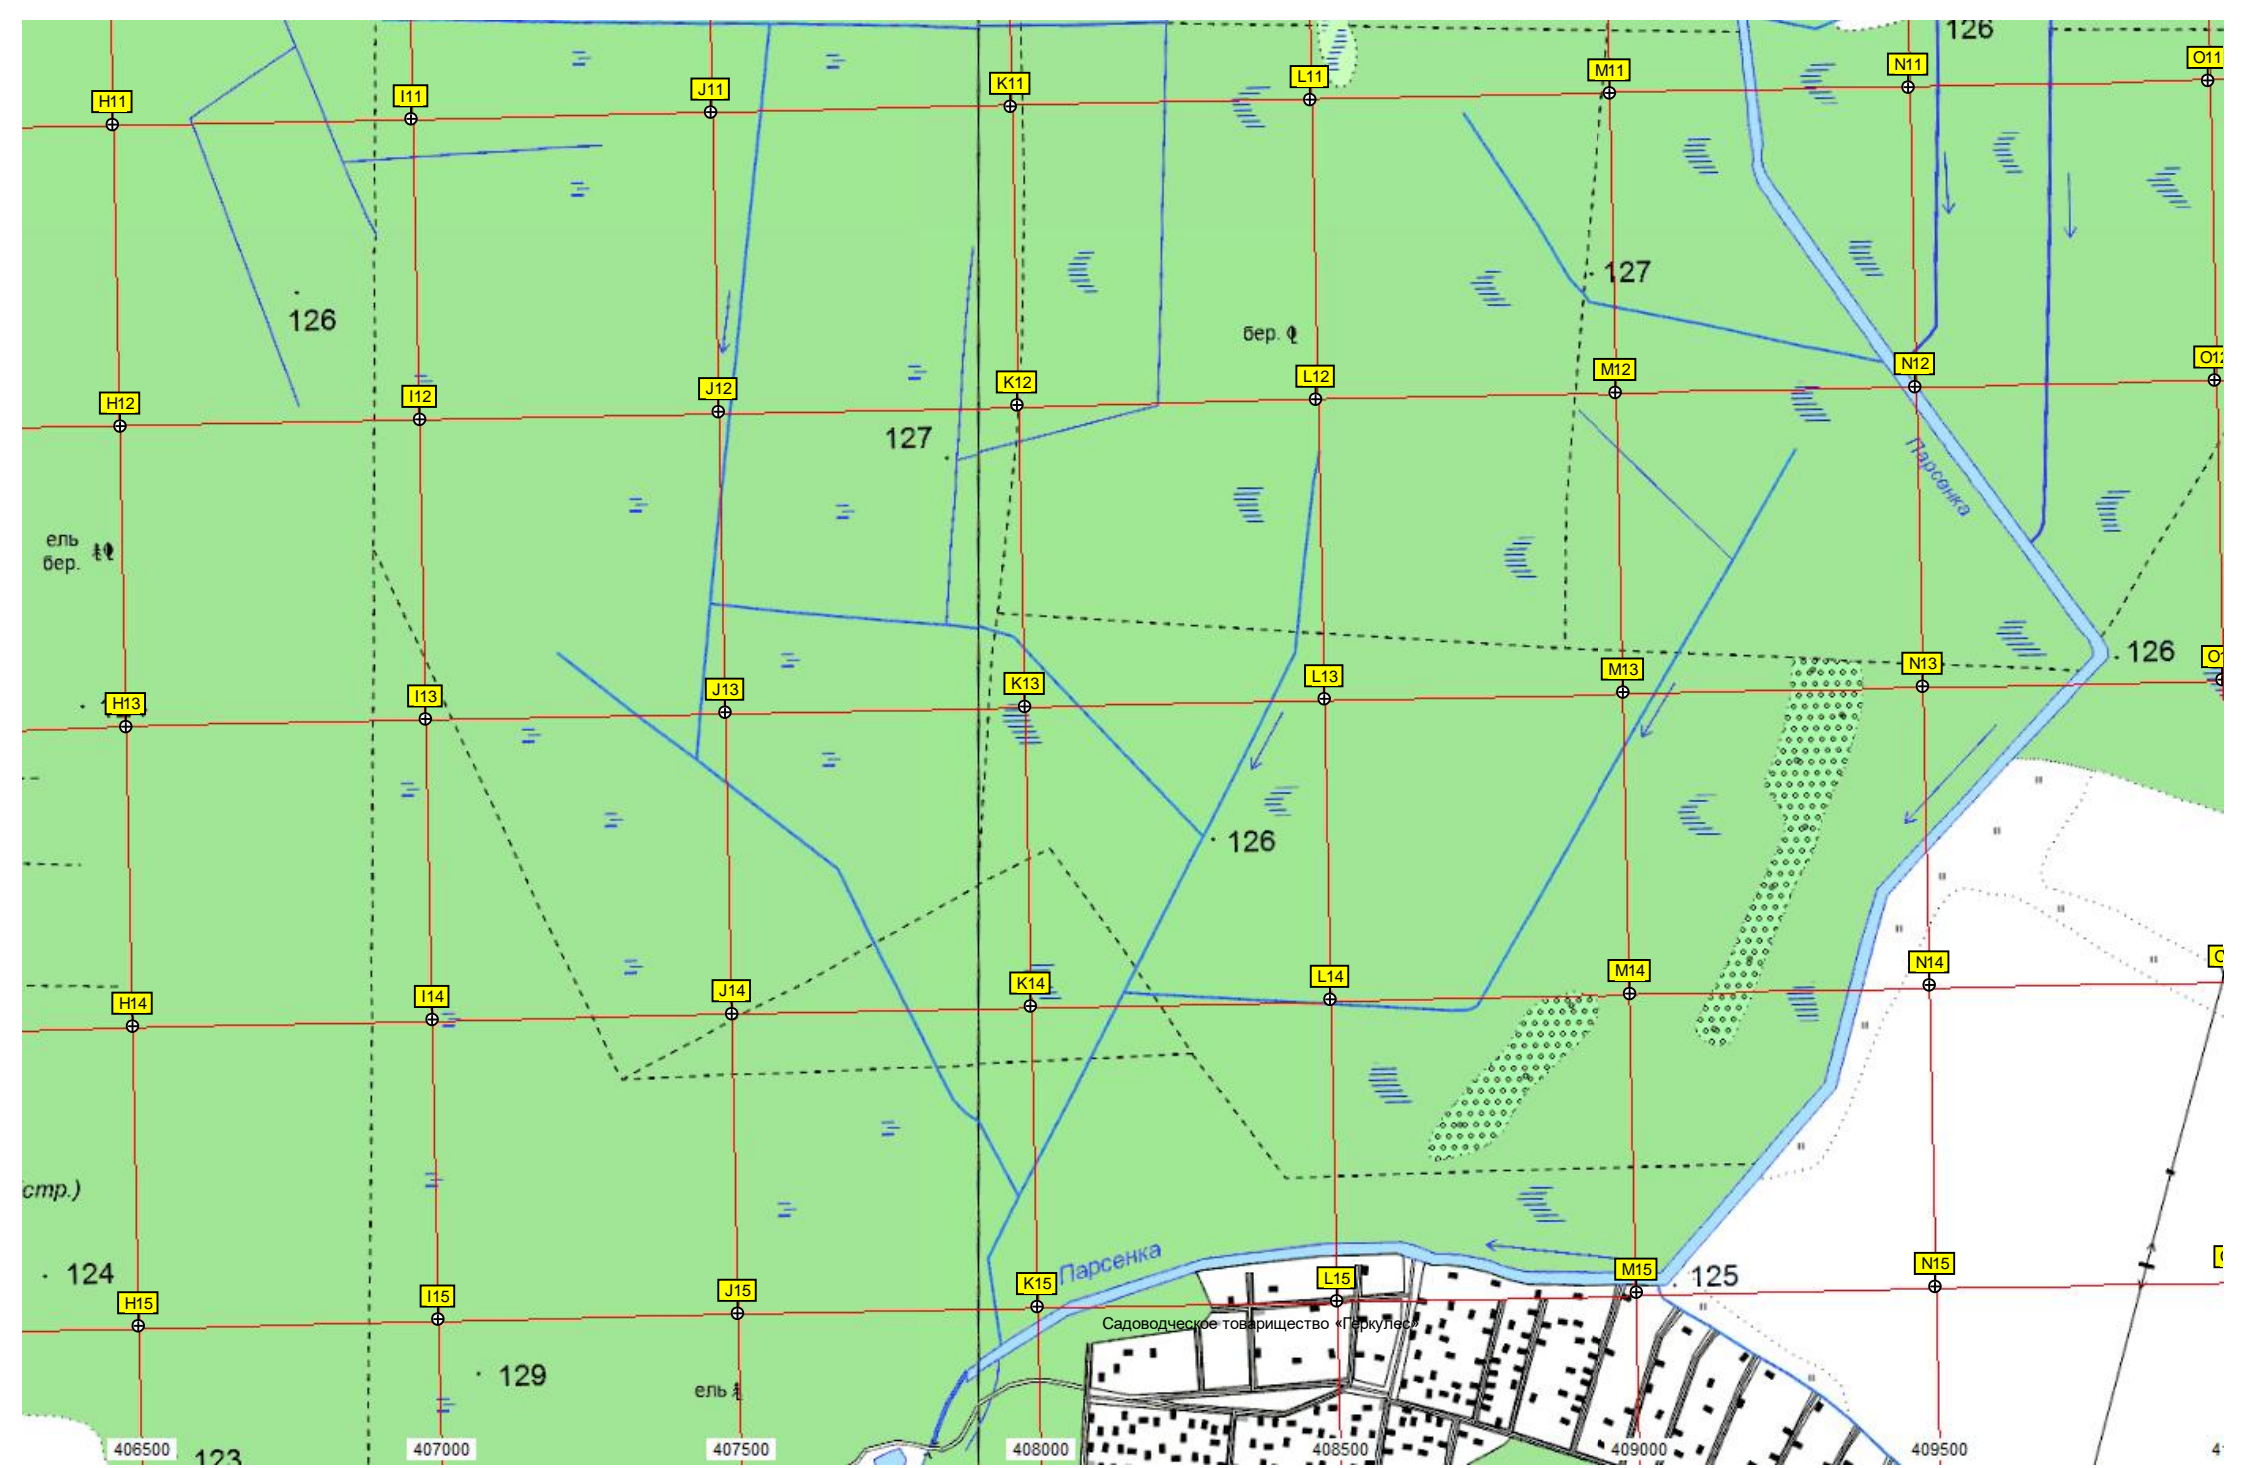 126
H11 I11 J11 K11 L11 M11 N11 O11
126
127
бер.
H12 I12 J12 K12 L12 M12 N12 O12
127
Парсенка
ель
бер.
126
H13 I13 J13 K13 L13 M13 N13
126
H14 I14 J14 K14 L14 M14 N14
стр.)
124
Парсенка
125
H15 I15 J15 K15 L15 M15 N15
Садоводческое товарищество «Геркулес»
129
ель
406500 407000 407500 408000 408500 409000 409500
123